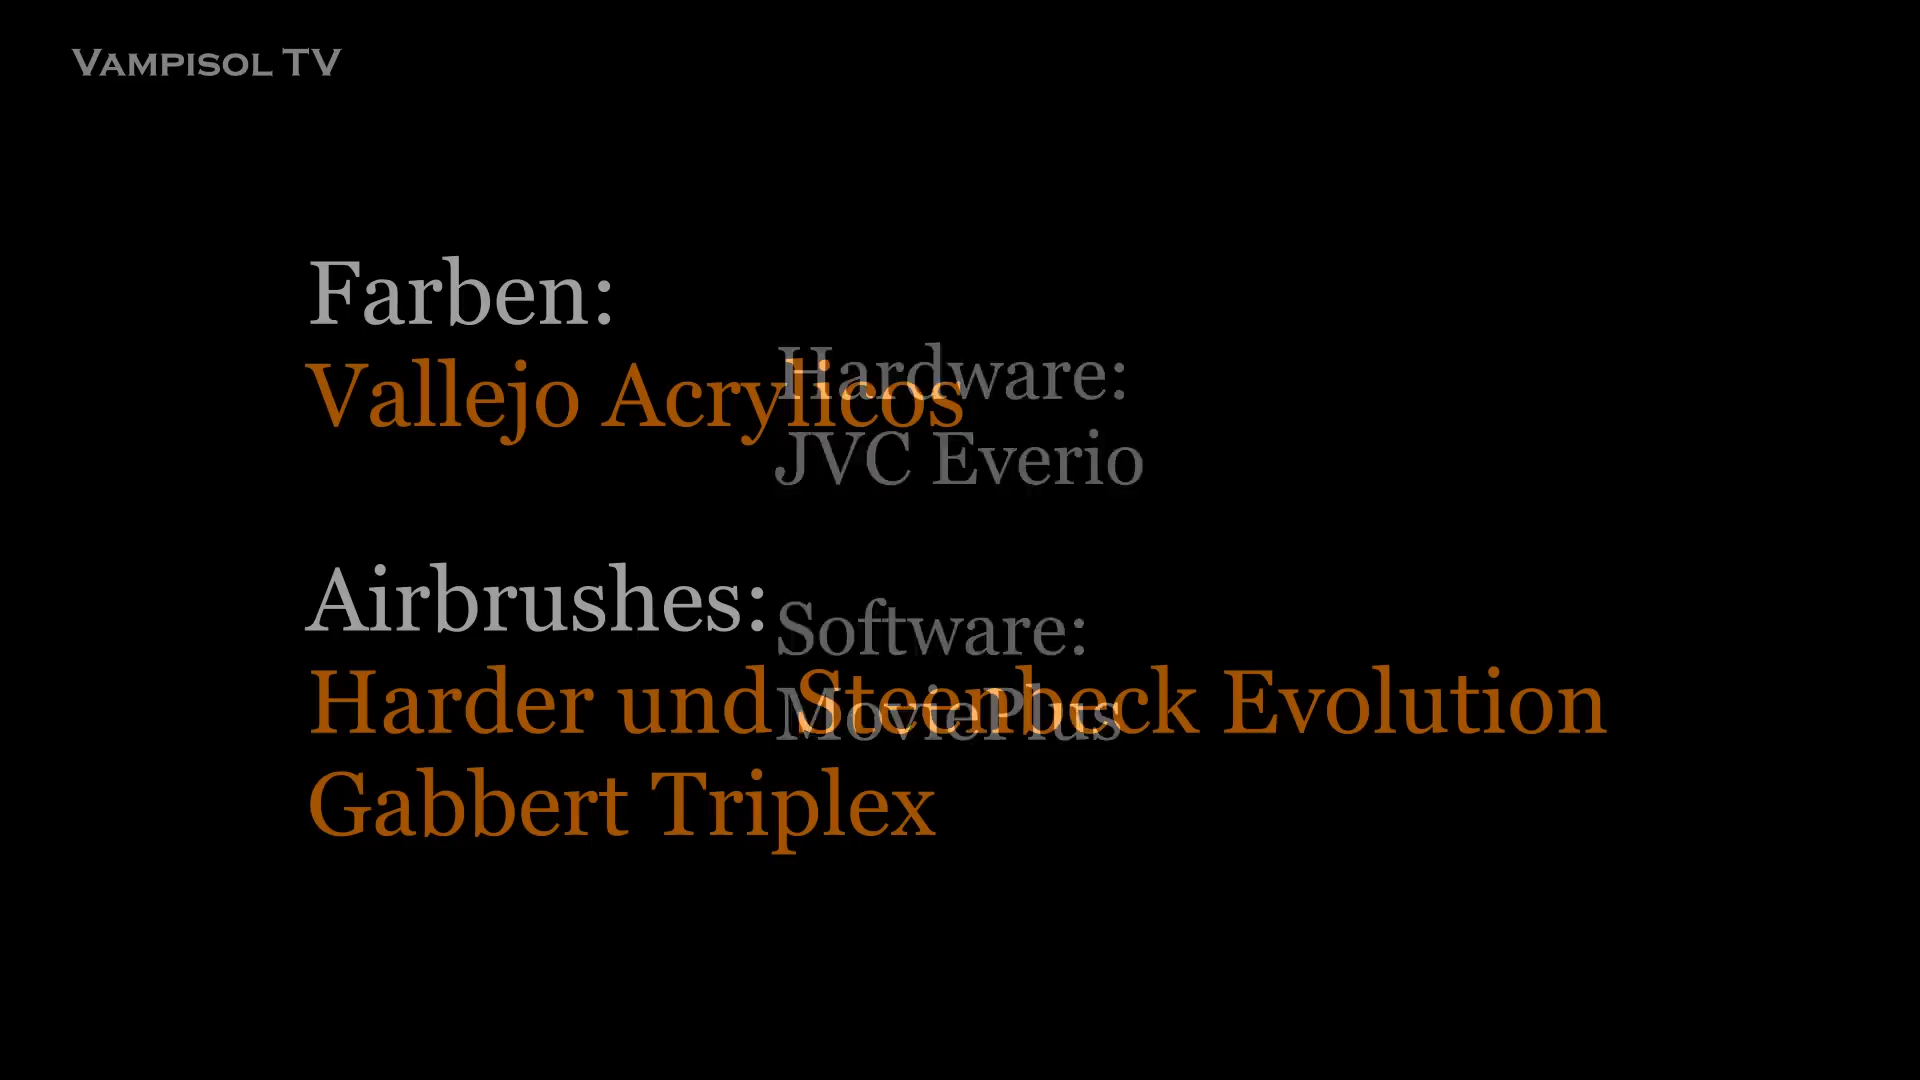 VAMPISOL TV
Farben:
Vallejo Acrylicos
Airbrushes:
Harder und Steenbeck Evolution
Gabbert Triplex
Hardware:
JVC Everio
Software:
MoviePlus